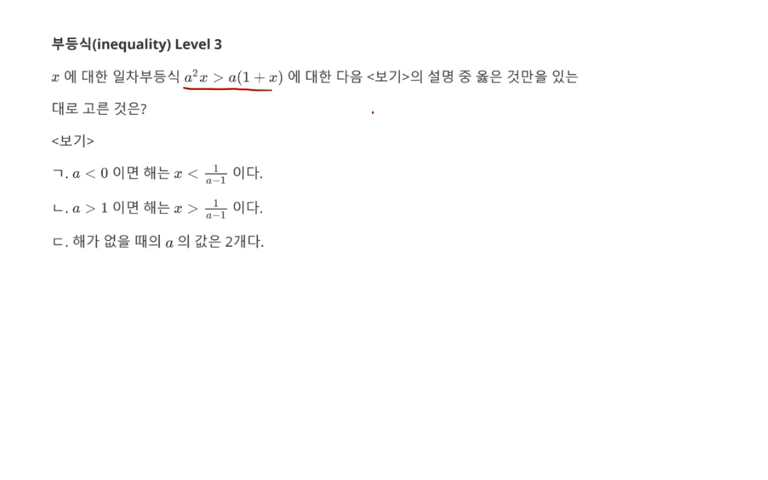 부등식(inequality) Level 3
x 에 대한 일차부등식 a²x > a(1 + x) 에 대한 다음 <보기>의 설명 중 옳은 것만을 있는
대로 고른 것은?
<보기>
ㄱ. a < 0 이면 해는 x < 1/(a−1) 이다.
ㄴ. a > 1 이면 해는 x > 1/(a−1) 이다.
ㄷ. 해가 없을 때의 a 의 값은 2개다.